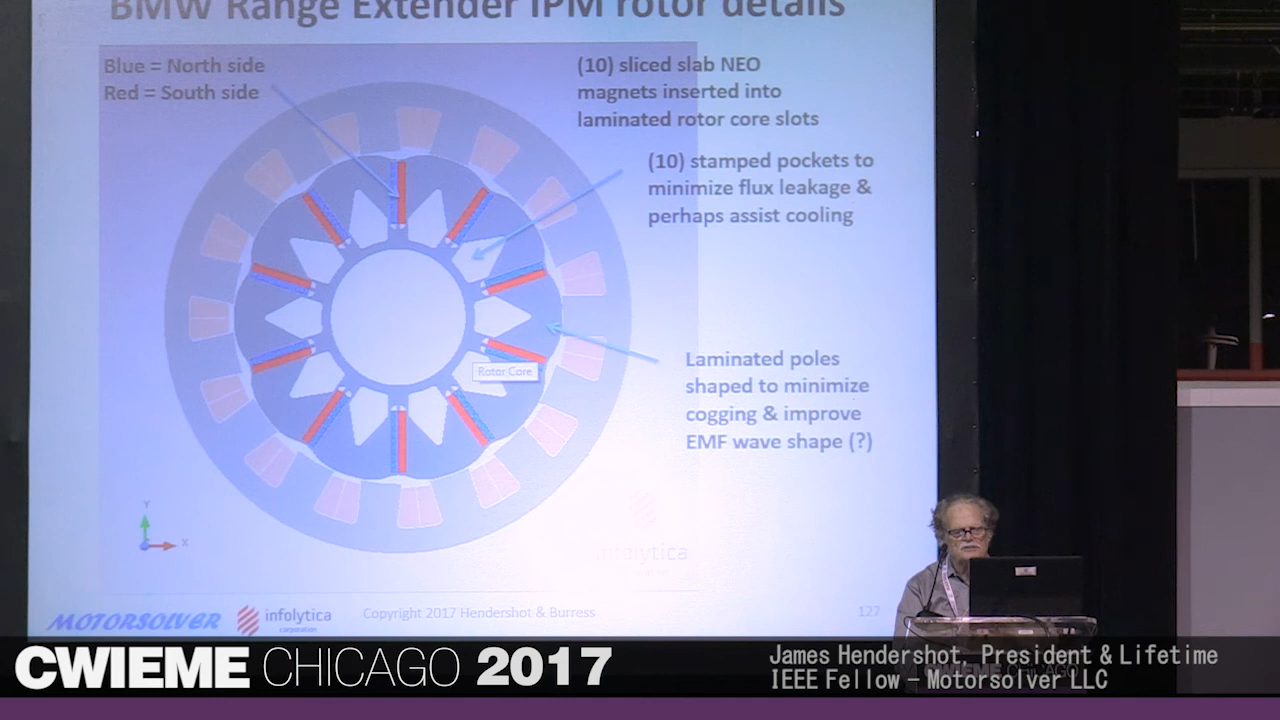 BMW Range Extender IPM rotor details
Blue = North side
Red = South side
(10) sliced slab NEO
magnets inserted into
laminated rotor core slots
(10) stamped pockets to
minimize flux leakage &
perhaps assist cooling
Rotor Core
Laminated poles
shaped to minimize
cogging & improve
EMF wave shape (?)
Y
X
infolytica
MOTORSOLVER
infolytica
corporation
Copyright 2017 Hendershot & Burress
127
CWIEME CHICAGO 2017
James Hendershot, President & Lifetime
IEEE Fellow - Motorsolver LLC